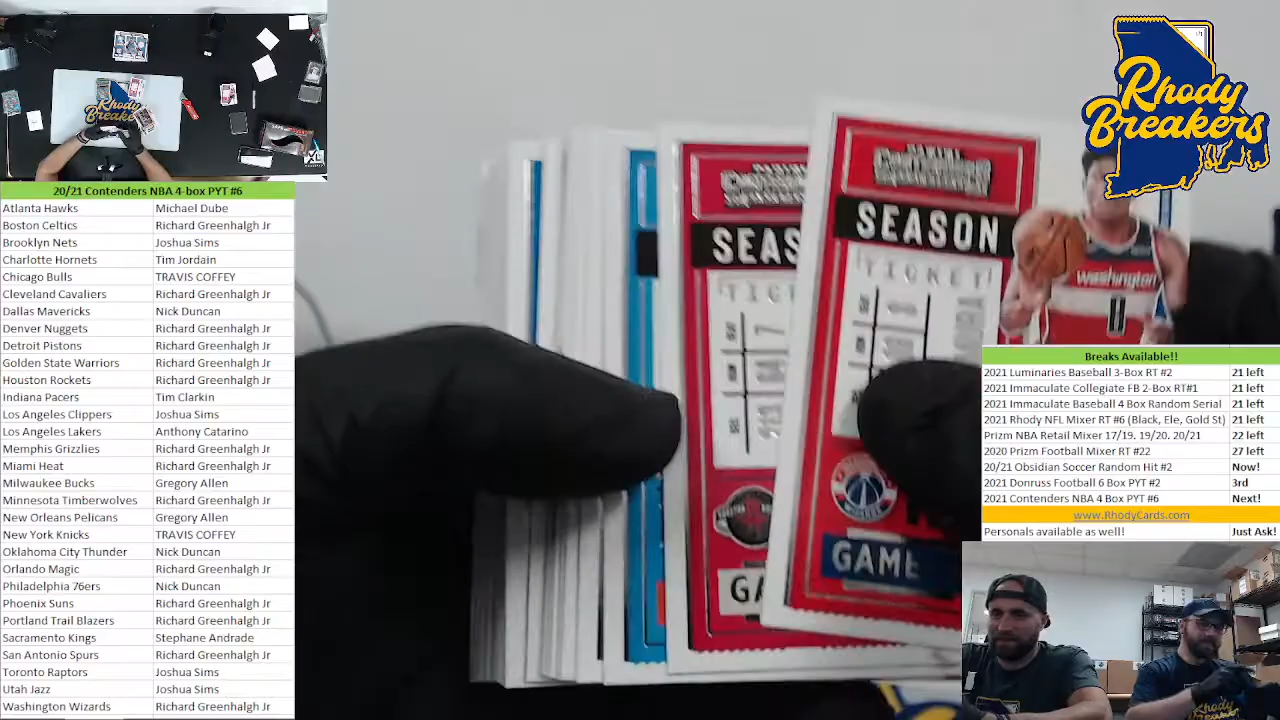 Rhody
Breakers
Rhody
Breakers
20/21 Contenders NBA 4-box PYT #6
Atlanta Hawks Michael Dube
Boston Celtics Richard Greenhalgh Jr
Brooklyn Nets Joshua Sims
Charlotte Hornets Tim Jordain
Chicago Bulls TRAVIS COFFEY
Cleveland Cavaliers Richard Greenhalgh Jr
Dallas Mavericks Nick Duncan
Denver Nuggets Richard Greenhalgh Jr
Detroit Pistons Richard Greenhalgh Jr
Golden State Warriors Richard Greenhalgh Jr
Houston Rockets Richard Greenhalgh Jr
Indiana Pacers Tim Clarkin
Los Angeles Clippers Joshua Sims
Los Angeles Lakers Anthony Catarino
Memphis Grizzlies Richard Greenhalgh Jr
Miami Heat Richard Greenhalgh Jr
Milwaukee Bucks Gregory Allen
Minnesota Timberwolves Richard Greenhalgh Jr
New Orleans Pelicans Gregory Allen
New York Knicks TRAVIS COFFEY
Oklahoma City Thunder Nick Duncan
Orlando Magic Richard Greenhalgh Jr
Philadelphia 76ers Nick Duncan
Phoenix Suns Richard Greenhalgh Jr
Portland Trail Blazers Richard Greenhalgh Jr
Sacramento Kings Stephane Andrade
San Antonio Spurs Richard Greenhalgh Jr
Toronto Raptors Joshua Sims
Utah Jazz Joshua Sims
Washington Wizards Richard Greenhalgh Jr
SEAS
GA
SEASON
TICKET
GAME
washington
0
Breaks Available!!
2021 Luminaries Baseball 3-Box RT #2 21 left
2021 Immaculate Collegiate FB 2-Box RT#1 21 left
2021 Immaculate Baseball 4 Box Random Serial 21 left
2021 Rhody NFL Mixer RT #6 (Black, Ele, Gold St) 21 left
Prizm NBA Retail Mixer 17/19. 19/20. 20/21 22 left
2020 Prizm Football Mixer RT #22 27 left
20/21 Obsidian Soccer Random Hit #2 Now!
2021 Donruss Football 6 Box PYT #2 3rd
2021 Contenders NBA 4 Box PYT #6 Next!
www.RhodyCards.com
Personals available as well! Just Ask!
Rhody